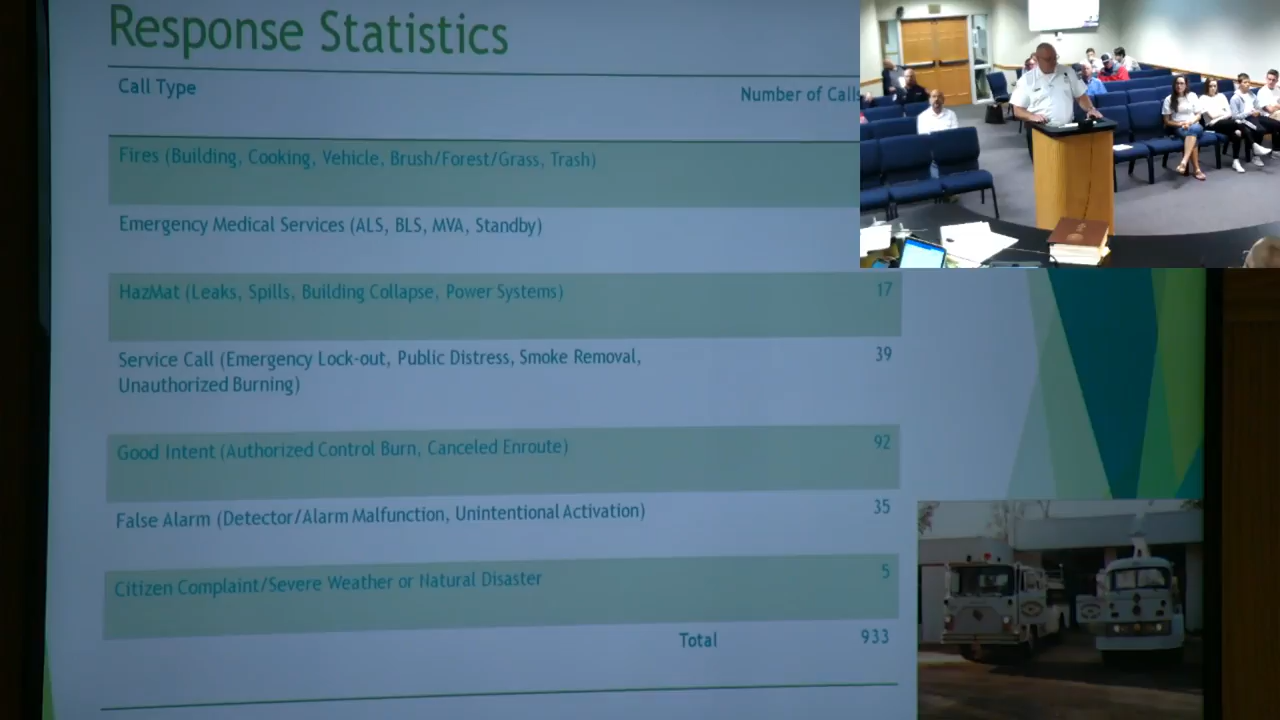 Response Statistics
Call Type
Number of Calls
Fires (Building, Cooking, Vehicle, Brush/Forest/Grass, Trash)
Emergency Medical Services (ALS, BLS, MVA, Standby)
HazMat (Leaks, Spills, Building Collapse, Power Systems) 17
Service Call (Emergency Lock-out, Public Distress, Smoke Removal, 39
Unauthorized Burning)
Good Intent (Authorized Control Burn, Canceled Enroute) 92
False Alarm (Detector/Alarm Malfunction, Unintentional Activation) 35
Citizen Complaint/Severe Weather or Natural Disaster 5
Total 933